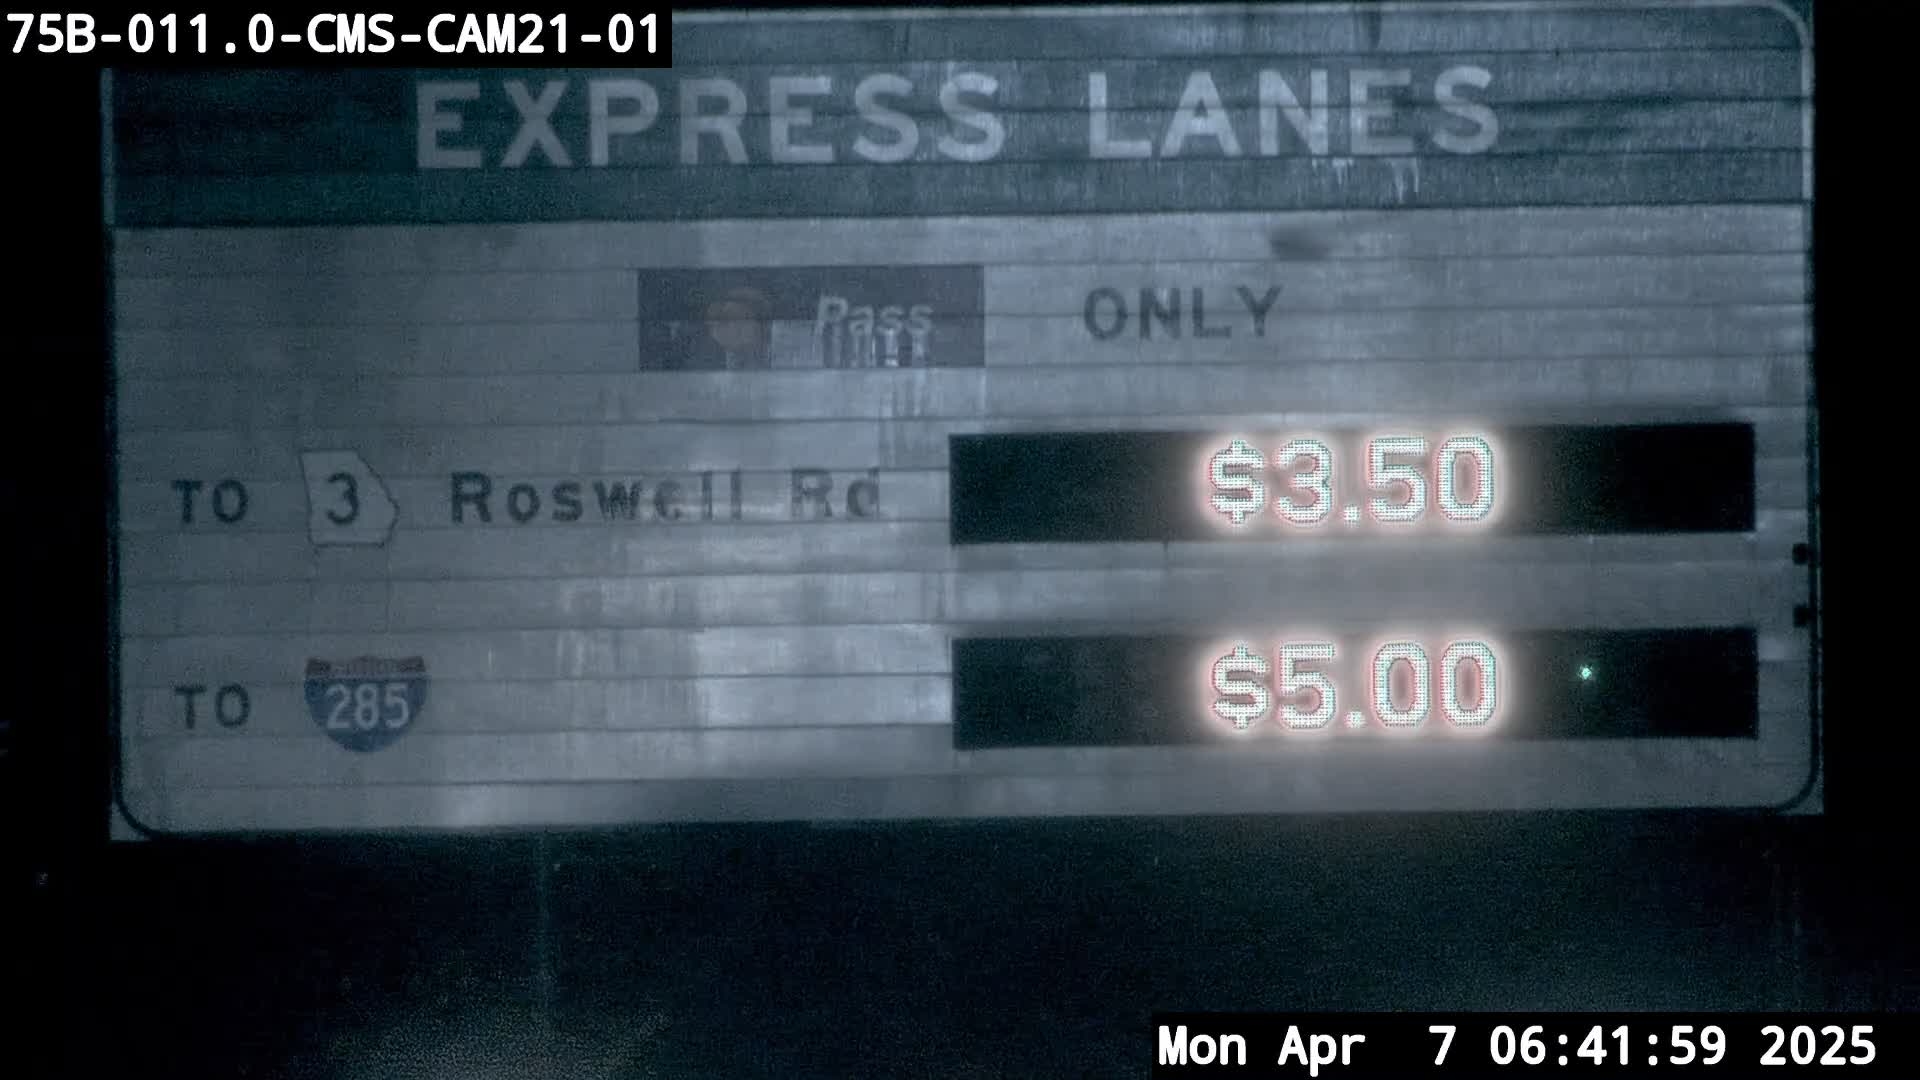 75B-011.0-CMS-CAM21-01
EXPRESS LANES
Pass ONLY
TO 3 Roswell Rd $3.50
TO 285 $5.00
Mon Apr 7 06:41:59 2025